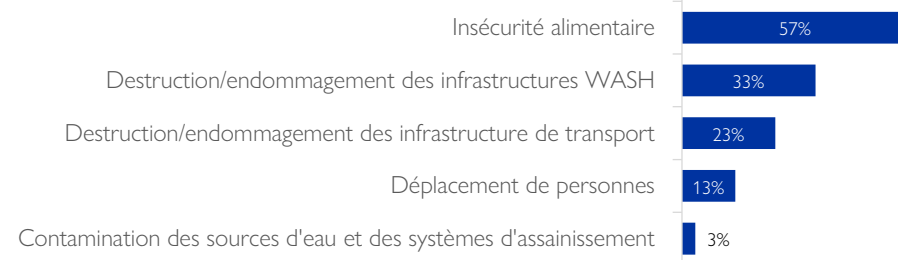 Insécurité alimentaire 57%
Destruction/endommagement des infrastructures WASH 33%
Destruction/endommagement des infrastructure de transport 23%
Déplacement de personnes 13%
Contamination des sources d'eau et des systèmes d'assainissement 3%